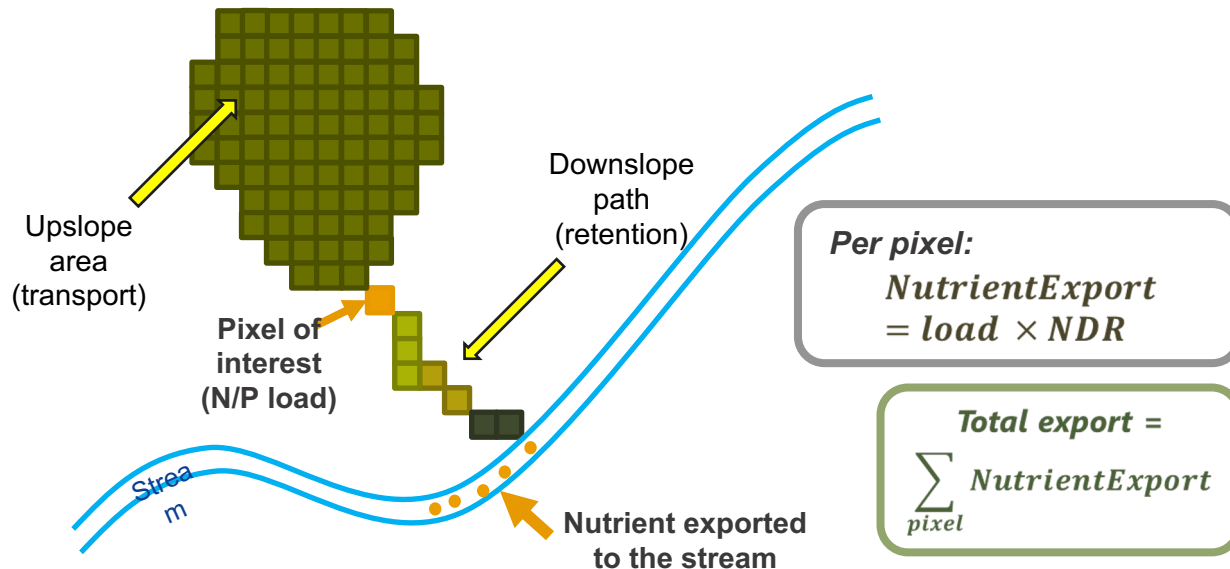 Upslope
area
(transport)
Downslope
path
(retention)
Pixel of
interest
(N/P load)
Strea
m
Nutrient exported
to the stream
Per pixel:
NutrientExport
= load × NDR
Total export =
∑ NutrientExport
pixel